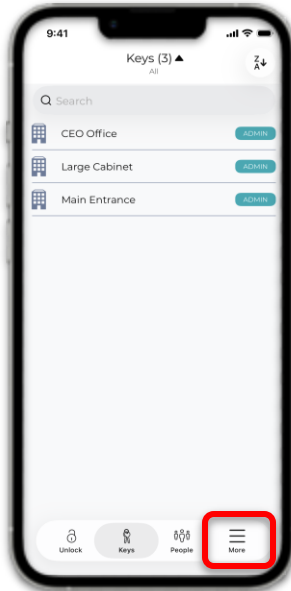 9:41
Keys (3) ▲
All
Z
A
Search
CEO Office ADMIN
Large Cabinet ADMIN
Main Entrance ADMIN
Unlock Keys People More